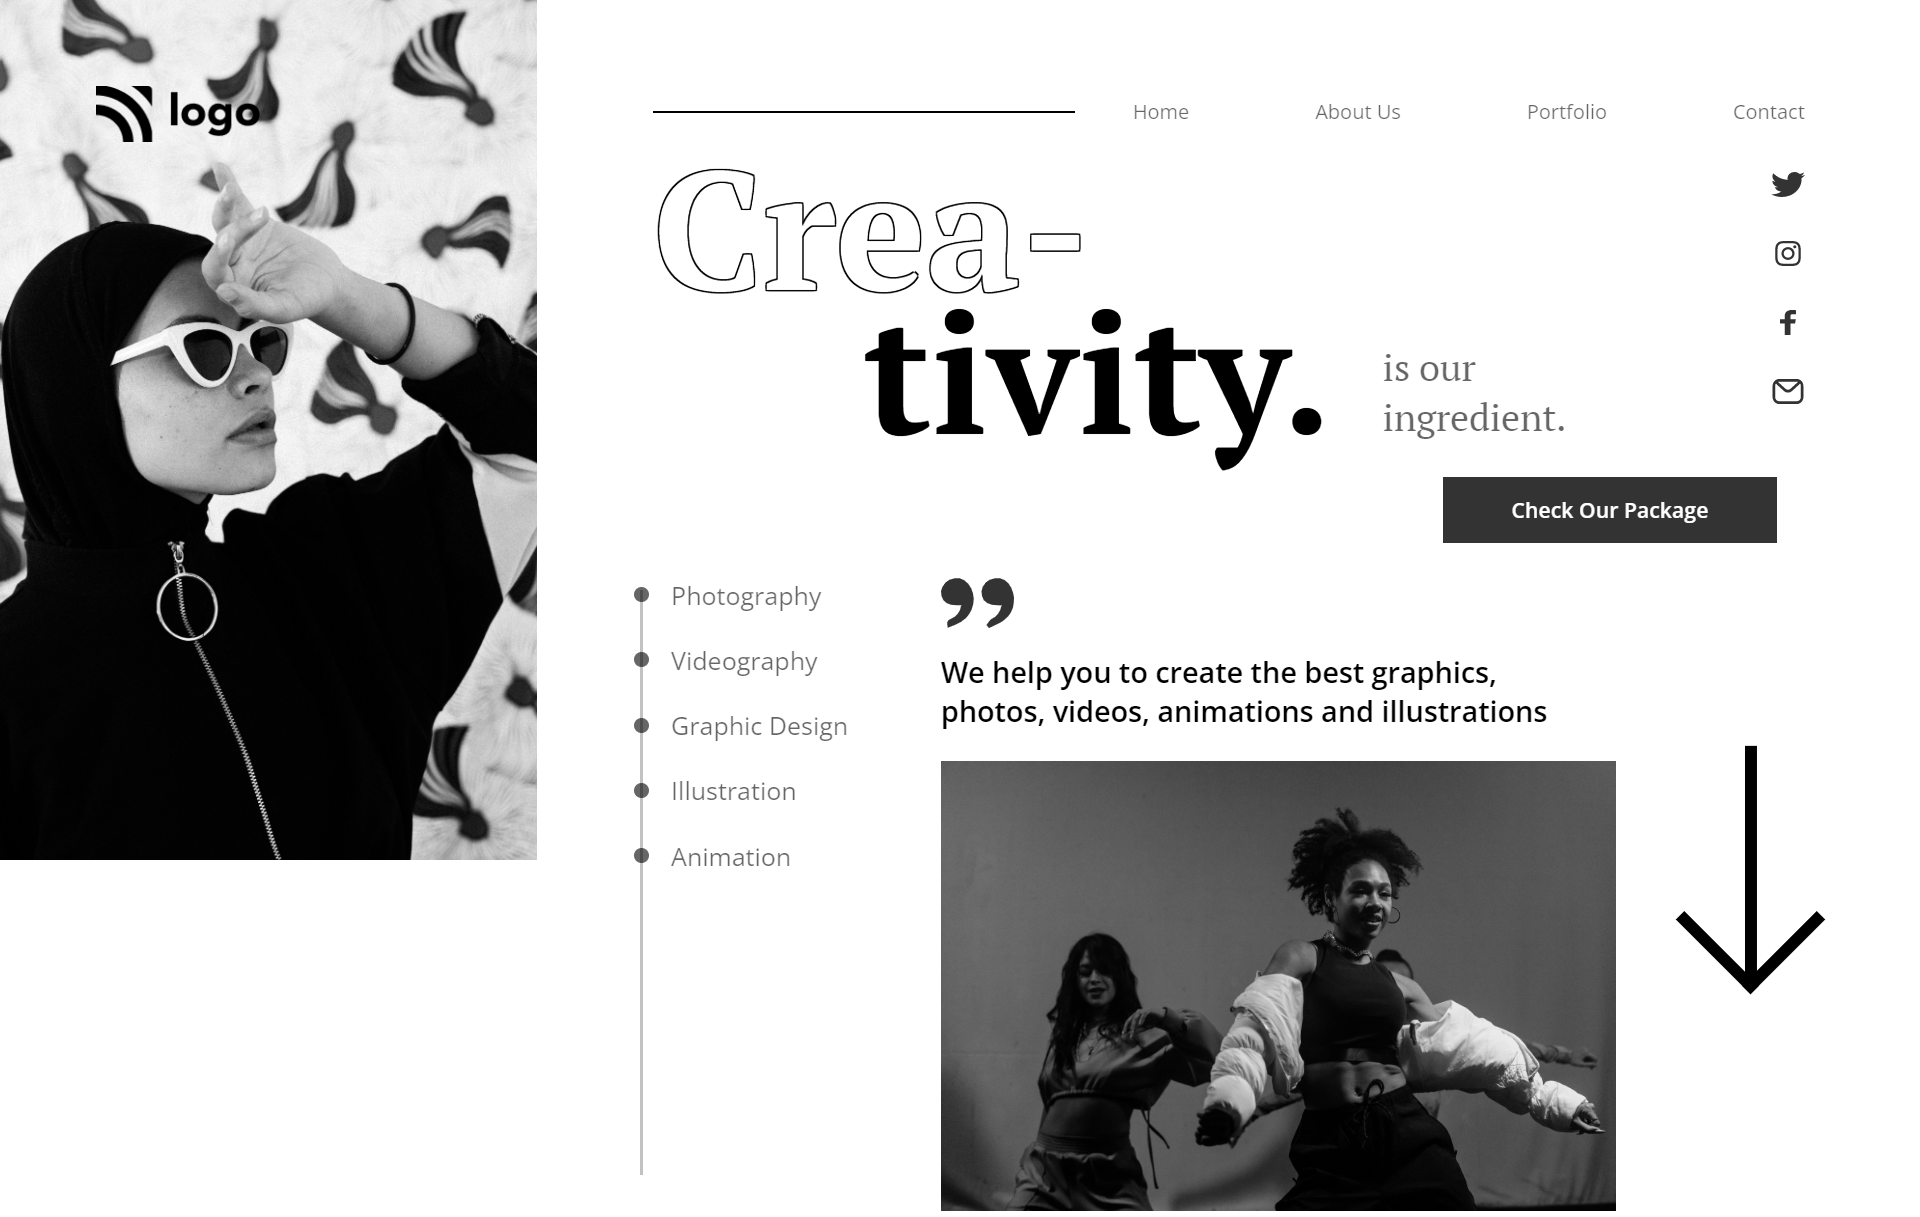 logo
Home
About Us
Portfolio
Contact
Crea-
tivity.
is our
ingredient.
Check Our Package
Photography
Videography
Graphic Design
Illustration
Animation
We help you to create the best graphics,
photos, videos, animations and illustrations